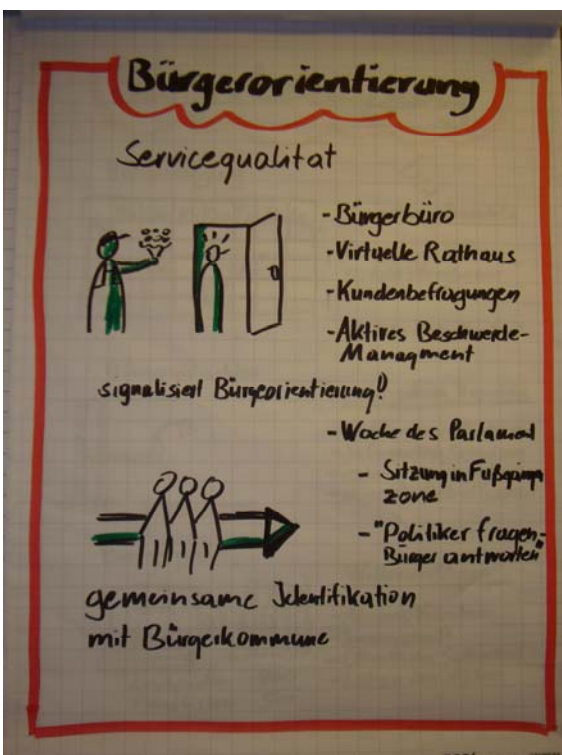 Bürgerorientierung
Servicequalitat
- Bürgerbüro
- Virtuelle Rathaus
- Kundenbefragungen
- Aktives Beschwerde-
Managment
signalisiert Bürgeorientierung!
- Woche des Parlament
- Sitzung in Fußgänger
zone
- "Politiker fragen-
Bürger antworten"
gemeinsame Identifikation
mit Bürgerkommune